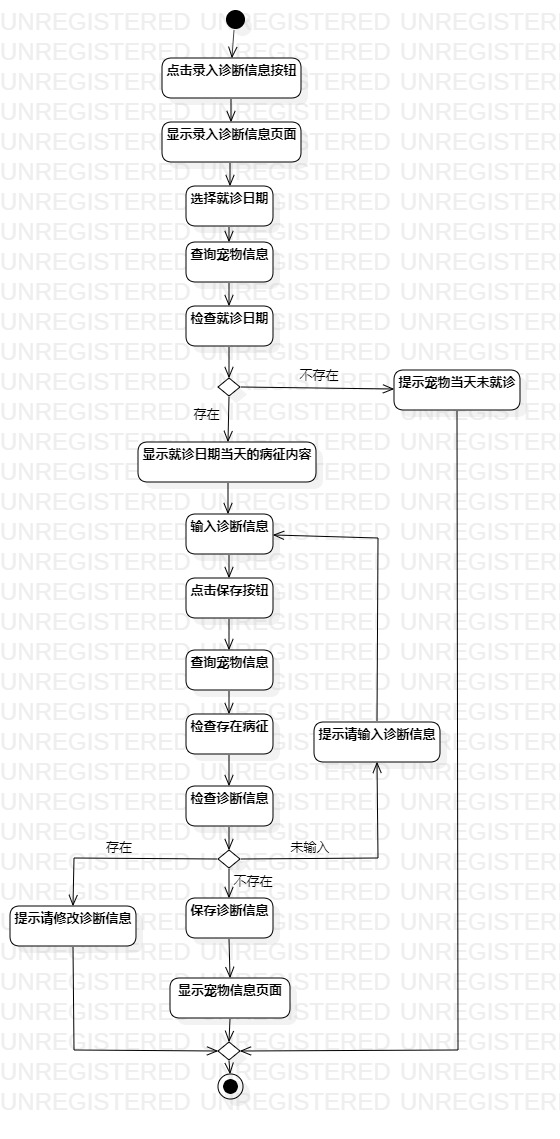 点击录入诊断信息按钮
显示录入诊断信息页面
选择就诊日期
查询宠物信息
检查就诊日期
不存在
提示宠物当天未就诊
存在
显示就诊日期当天的病征内容
输入诊断信息
点击保存按钮
查询宠物信息
检查存在病征
提示请输入诊断信息
检查诊断信息
存在
未输入
不存在
提示请修改诊断信息
保存诊断信息
显示宠物信息页面
UNREGISTERED